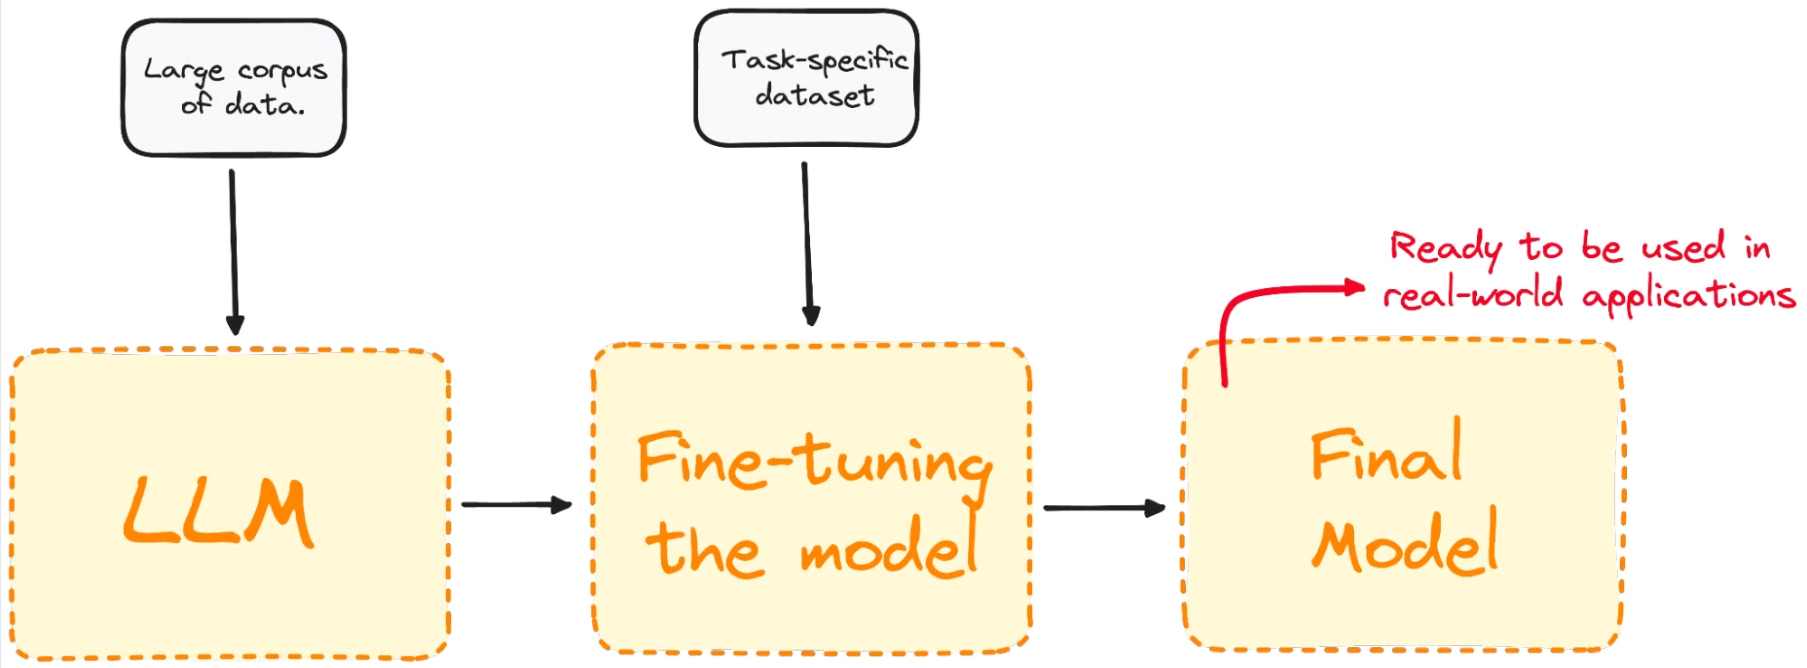 Large corpus
of data.
Task-specific
dataset
Ready to be used in
real-world applications
LLM
Fine-tuning
the model
Final
Model